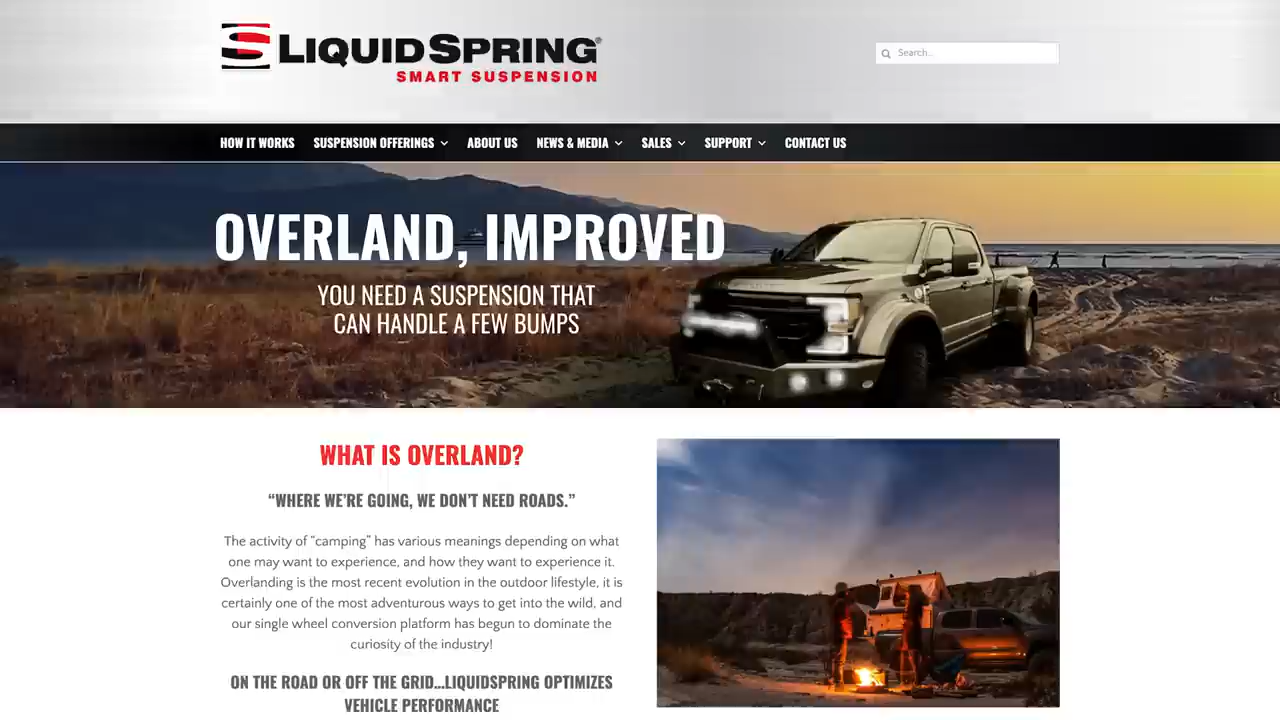 LIQUIDSPRING®
SMART SUSPENSION
Search...
HOW IT WORKS
SUSPENSION OFFERINGS
ABOUT US
NEWS & MEDIA
SALES
SUPPORT
CONTACT US
OVERLAND, IMPROVED
YOU NEED A SUSPENSION THAT
CAN HANDLE A FEW BUMPS
WHAT IS OVERLAND?
“WHERE WE’RE GOING, WE DON’T NEED ROADS.”
The activity of “camping” has various meanings depending on what
one may want to experience, and how they want to experience it.
Overlanding is the most recent evolution in the outdoor lifestyle, it is
certainly one of the most adventurous ways to get into the wild, and
our single wheel conversion platform has begun to dominate the
curiosity of the industry!
ON THE ROAD OR OFF THE GRID…LIQUIDSPRING OPTIMIZES
VEHICLE PERFORMANCE